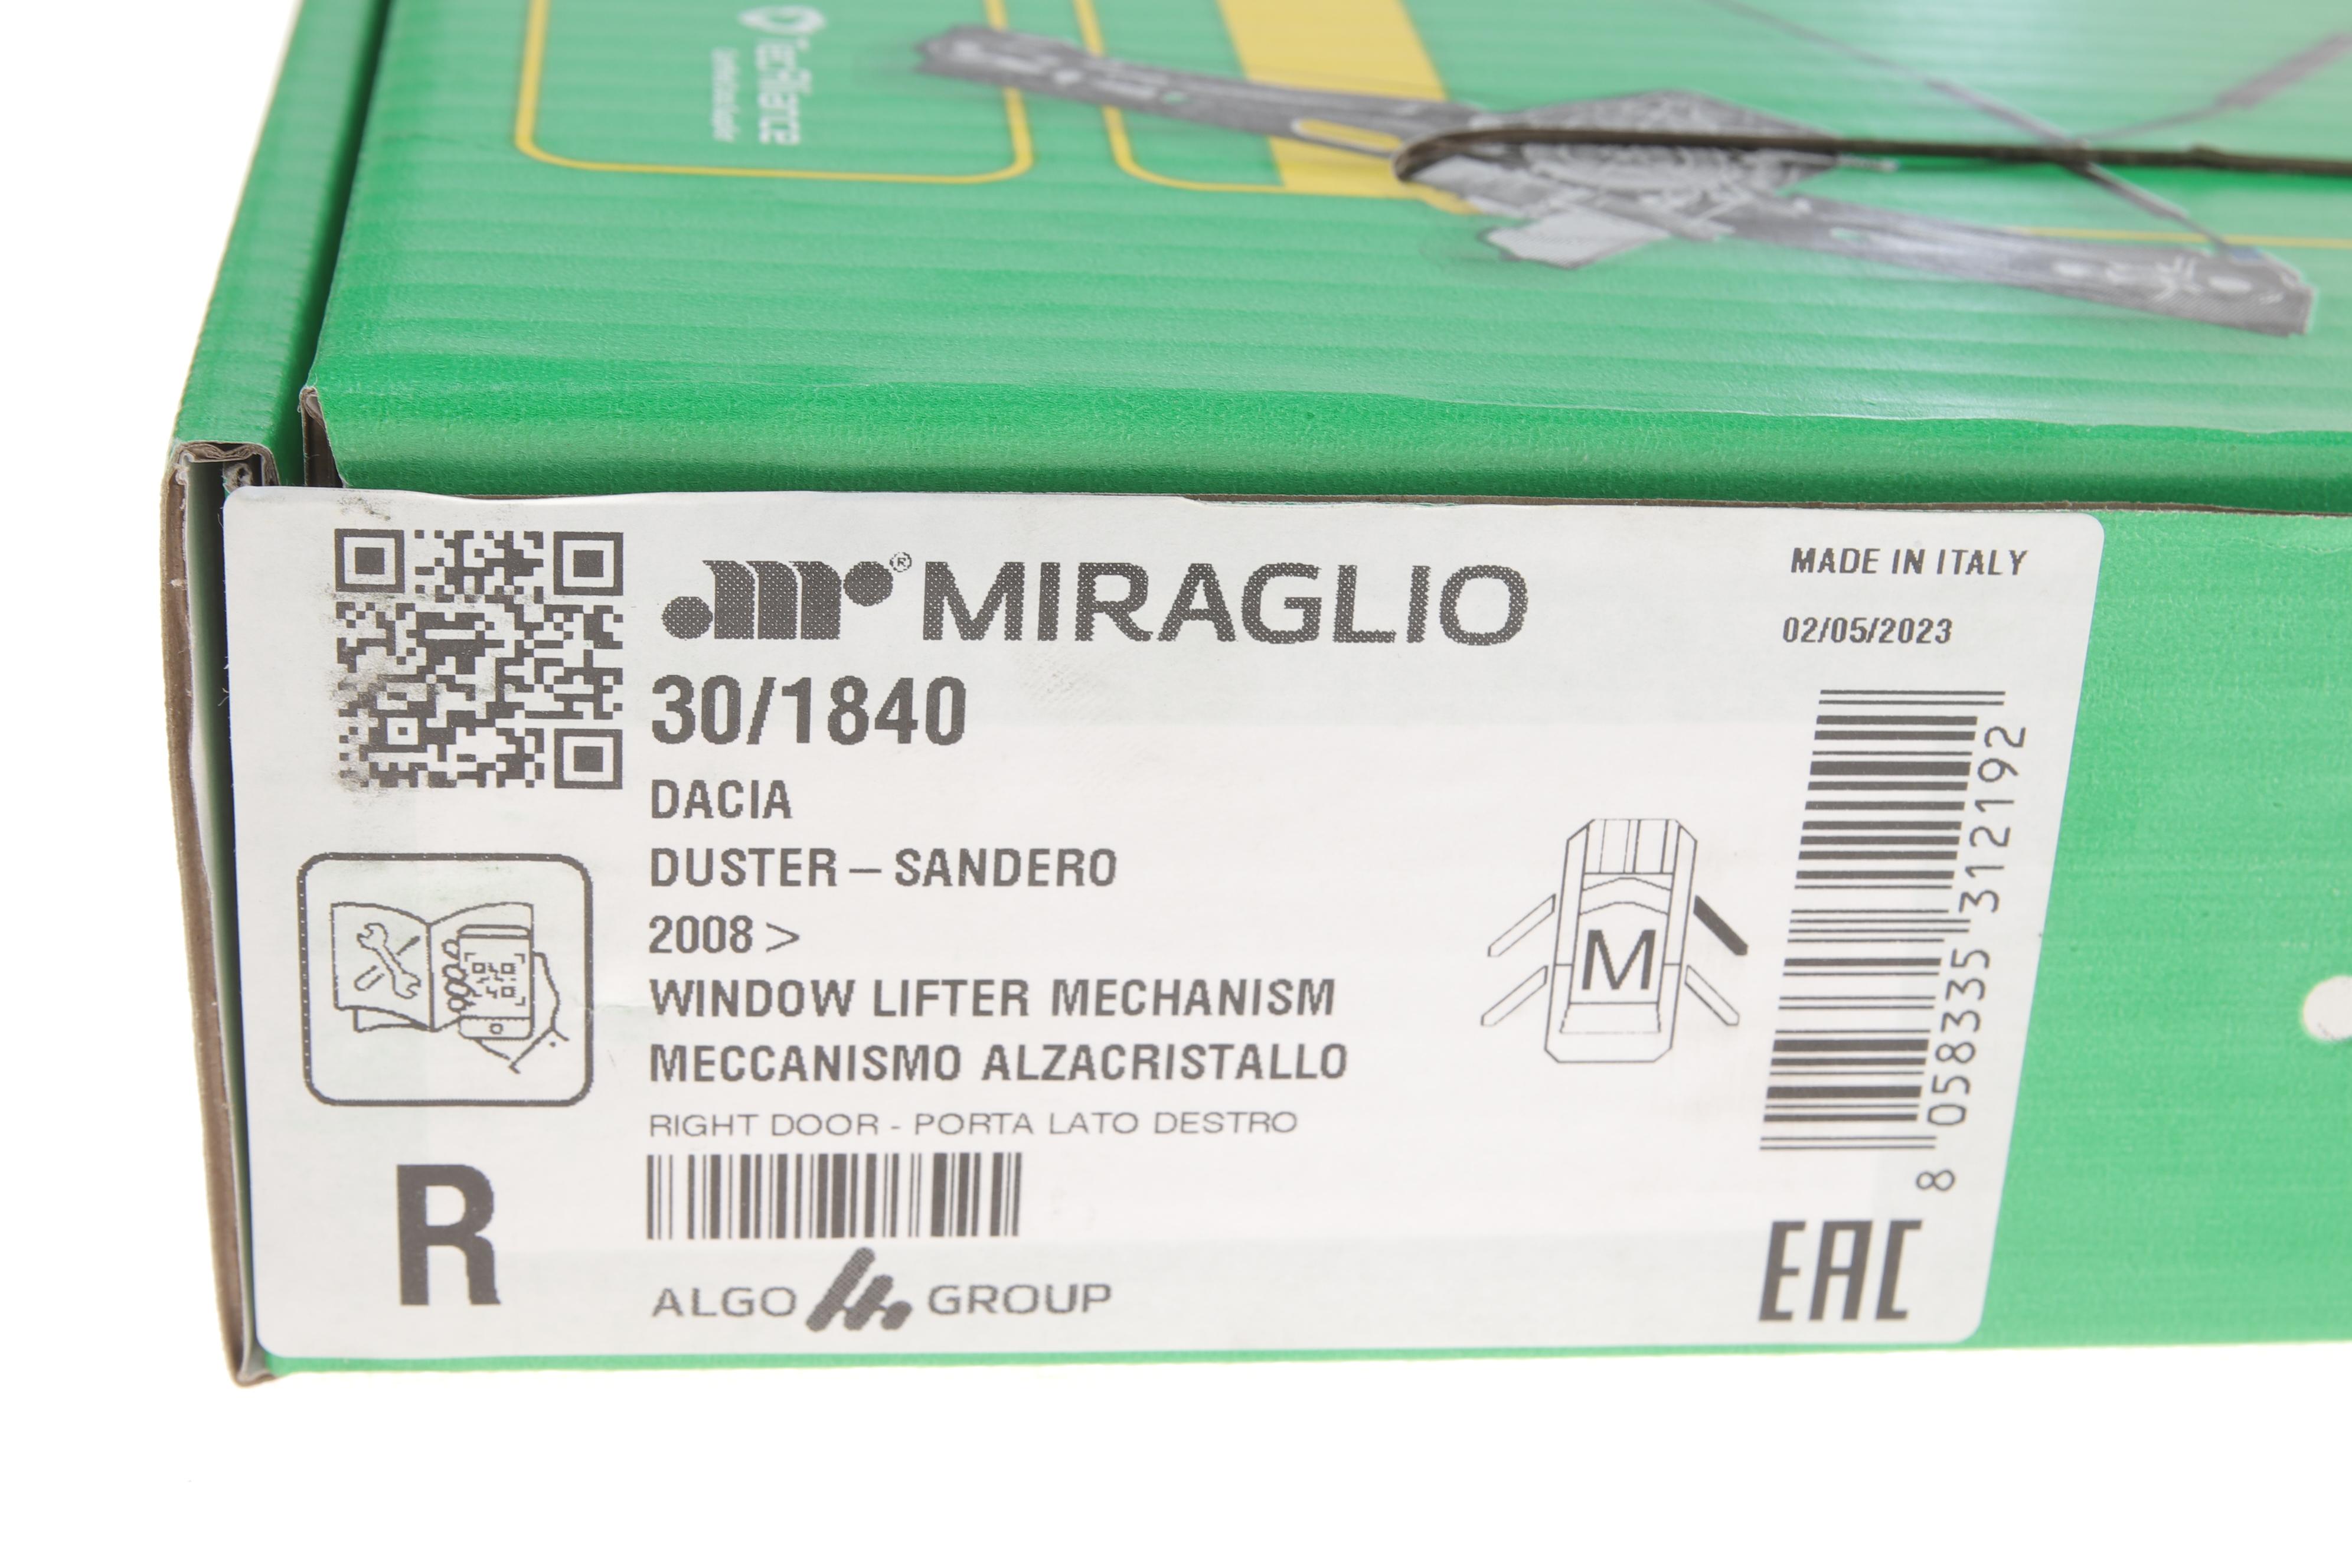 TecAlliance
MIRAGLIO
®
MADE IN ITALY
02/05/2023
30/1840
DACIA
DUSTER – SANDERO
2008 >
WINDOW LIFTER MECHANISM
MECCANISMO ALZACRISTALLO
RIGHT DOOR - PORTA LATO DESTRO
M
R
ALGO GROUP
8 058335 312192
EAC